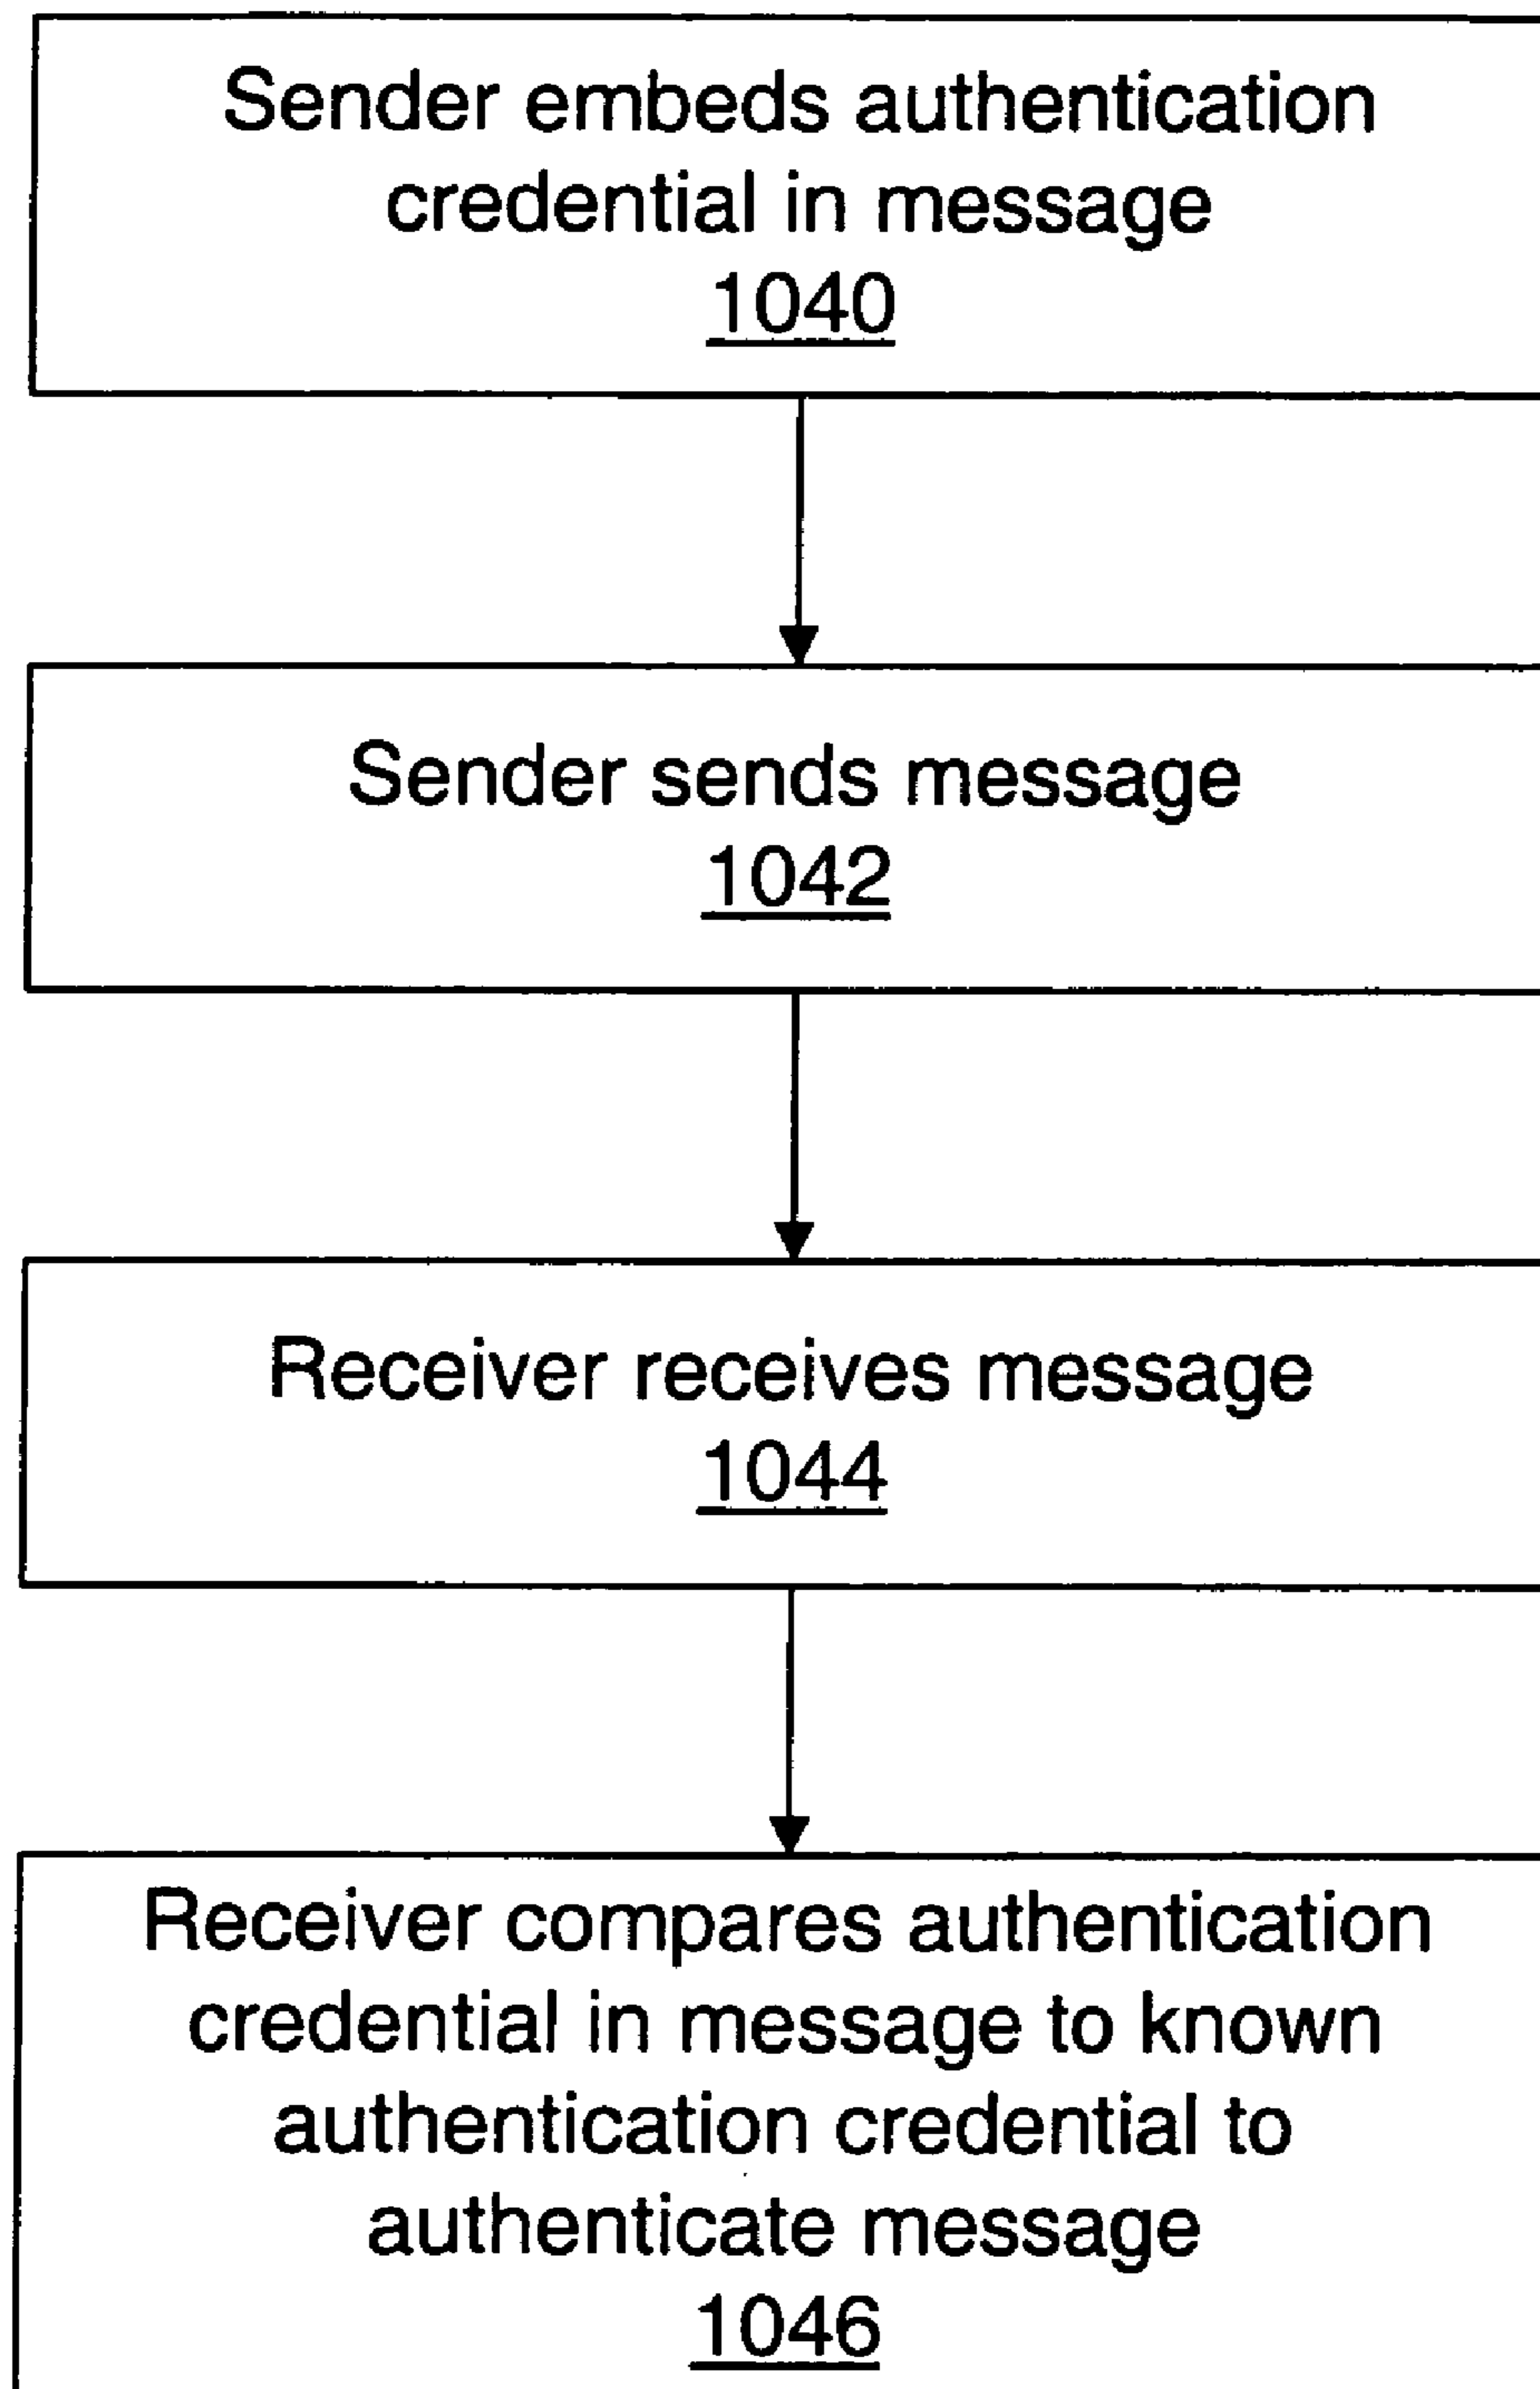 Sender embeds authentication
credential in message
1040
Sender sends message
1042
Receiver receives message
1044
Receiver compares authentication
credential in message to known
authentication credential to
authenticate message
1046